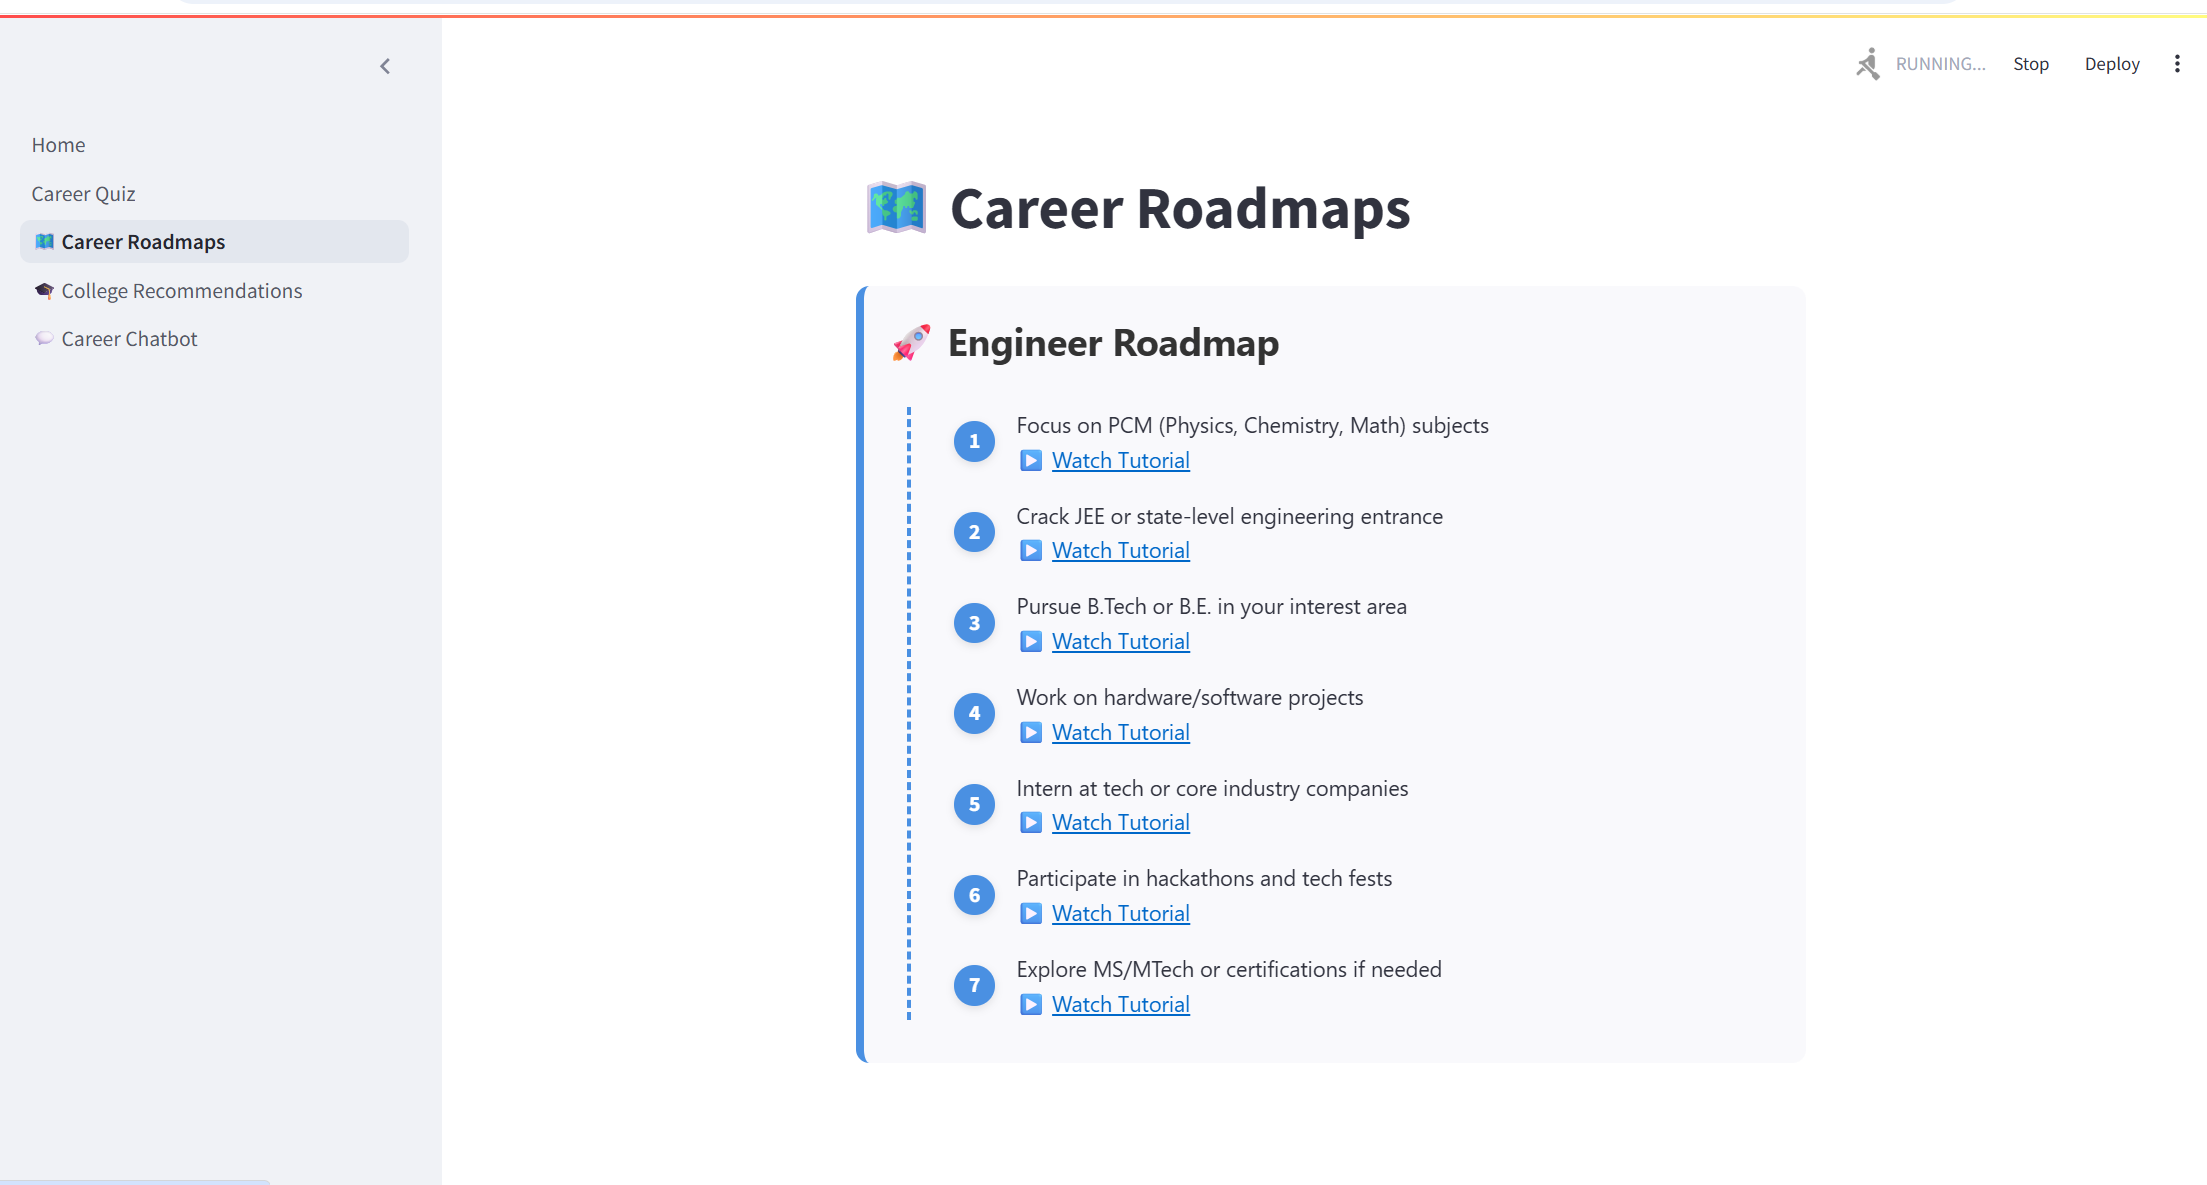 RUNNING...
Stop
Deploy
Home
Career Quiz
Career Roadmaps
College Recommendations
Career Chatbot
Career Roadmaps
Engineer Roadmap
1
Focus on PCM (Physics, Chemistry, Math) subjects
Watch Tutorial
2
Crack JEE or state-level engineering entrance
Watch Tutorial
3
Pursue B.Tech or B.E. in your interest area
Watch Tutorial
4
Work on hardware/software projects
Watch Tutorial
5
Intern at tech or core industry companies
Watch Tutorial
6
Participate in hackathons and tech fests
Watch Tutorial
7
Explore MS/MTech or certifications if needed
Watch Tutorial